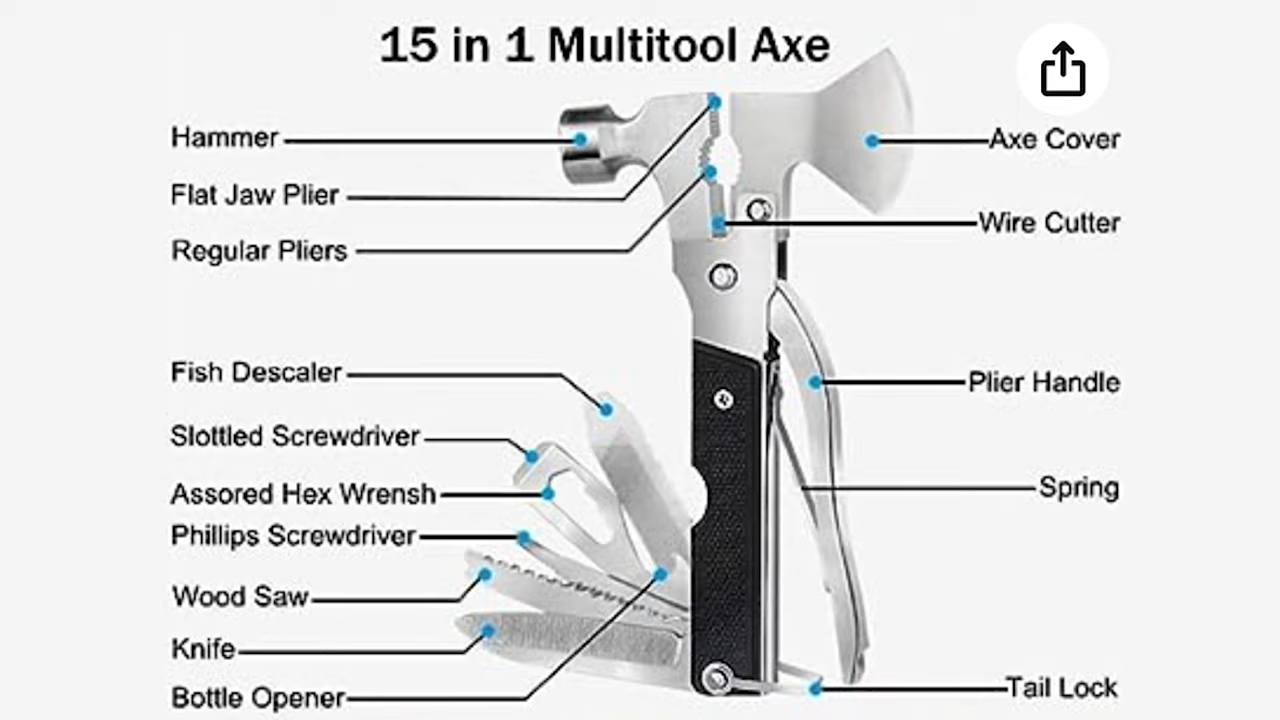 15 in 1 Multitool Axe
Hammer
Axe Cover
Flat Jaw Plier
Wire Cutter
Regular Pliers
Fish Descaler
Plier Handle
Slottled Screwdriver
Assored Hex Wrensh
Spring
Phillips Screwdriver
Wood Saw
Knife
Bottle Opener
Tail Lock